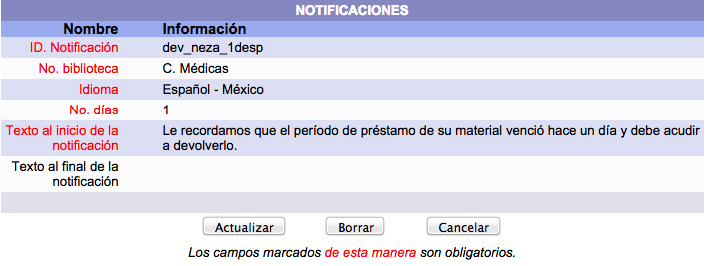 NOTIFICACIONES
Nombre Información
ID. Notificación dev_neza_1desp
No. biblioteca C. Médicas
Idioma Español - México
No. días 1
Texto al inicio de la notificación Le recordamos que el período de préstamo de su material venció hace un día y debe acudir
a devolverlo.
Texto al final de la
notificación
Actualizar Borrar Cancelar
Los campos marcados de esta manera son obligatorios.